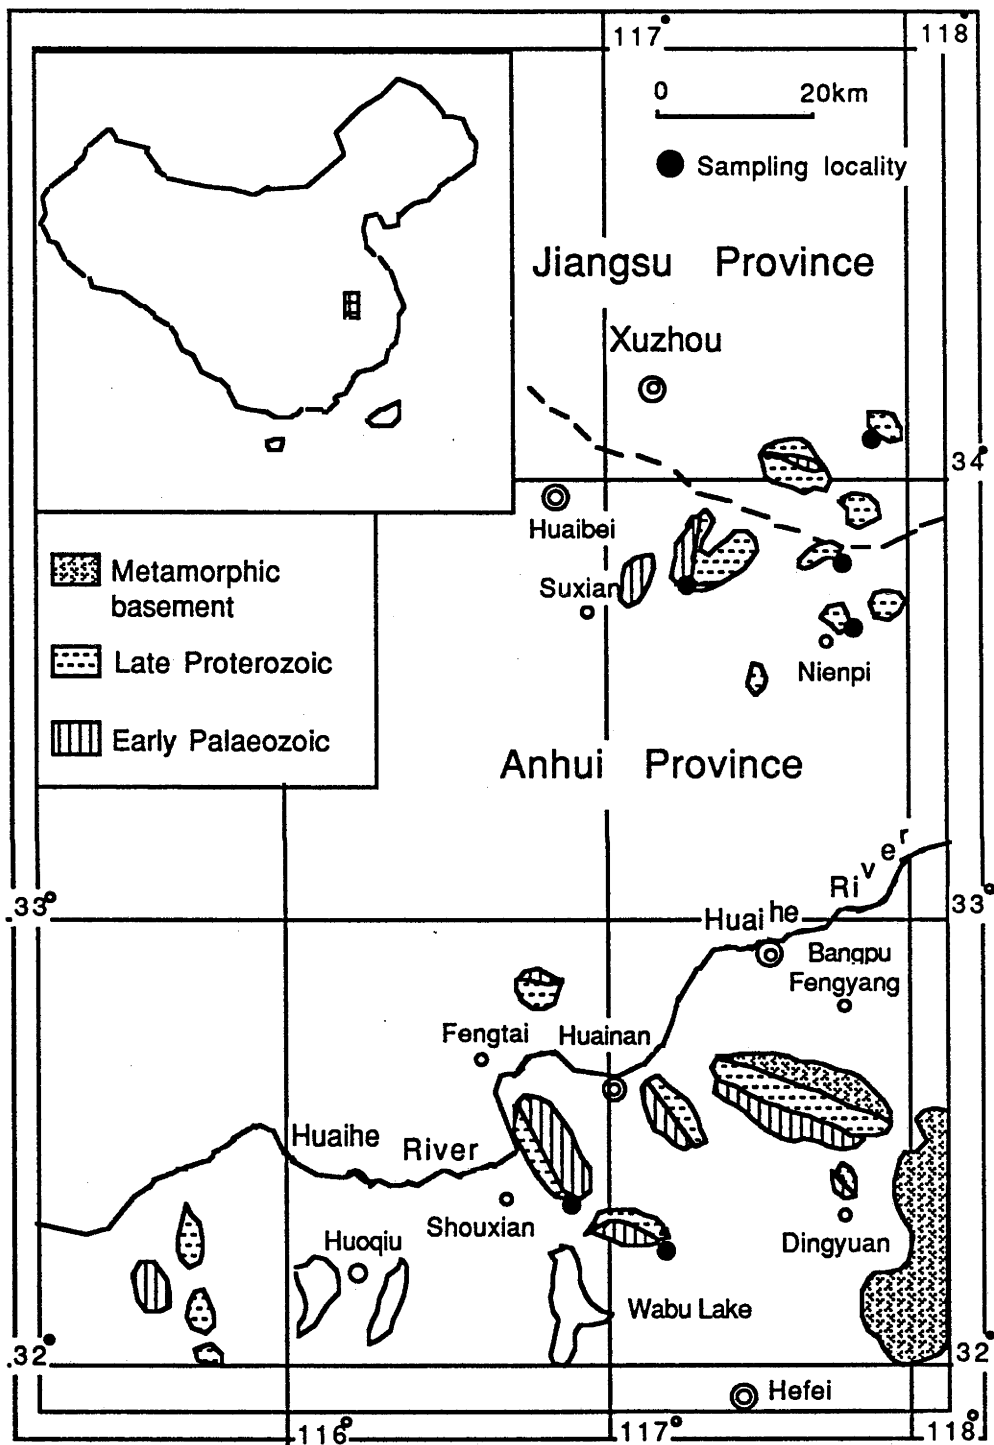 117° 118°
0 20km
Sampling locality
Jiangsu Province
Xuzhou
34°
Huaibei
Suxian
Nienpi
Metamorphic
basement
Late Proterozoic
Early Palaeozoic
Anhui Province
33° 33°
Huaihe River
Bangpu
Fengyang
Fengtai Huainan
Huaihe River
Shouxian
Huoqiu
Dingyuan
Wabu Lake
32° 32°
Hefei
116° 117° 118°